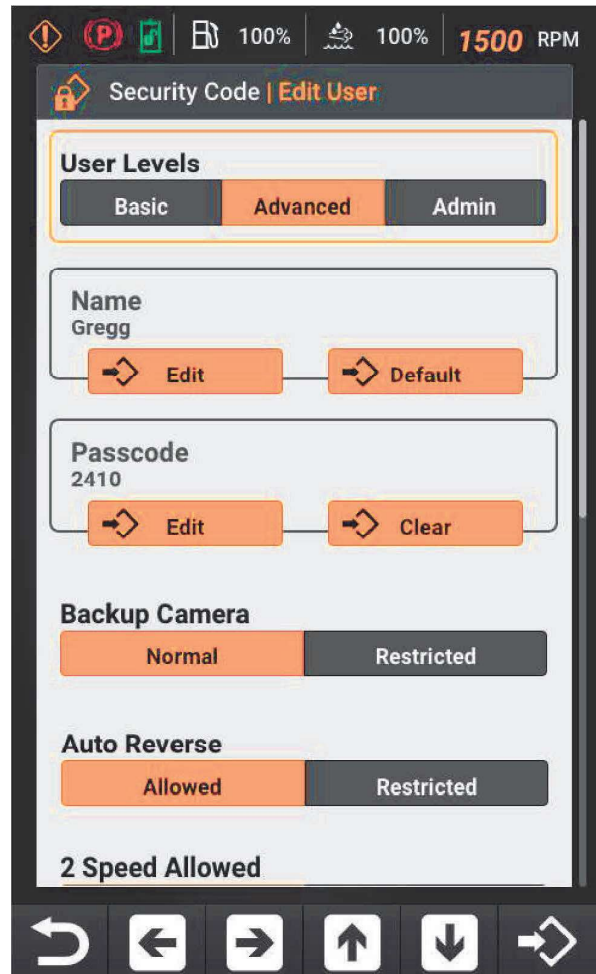 P 100% 100% 1500 RPM
Security Code | Edit User
User Levels
Basic Advanced Admin
Name
Gregg
Edit Default
Passcode
2410
Edit Clear
Backup Camera
Normal Restricted
Auto Reverse
Allowed Restricted
2 Speed Allowed